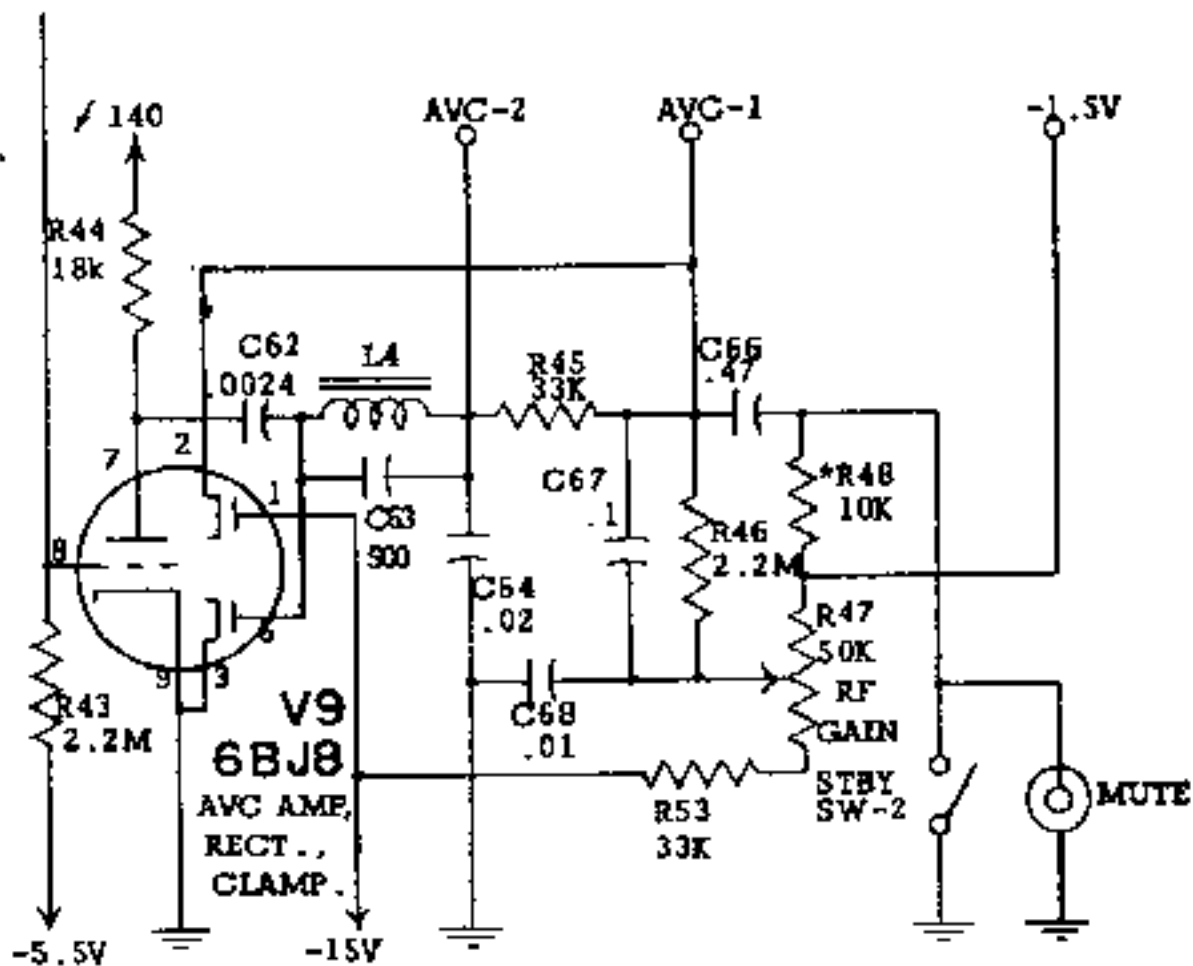 140
AVC-2
AVC-1
-1.5V
R44
18k
C62
.0024
L4
R45
33K
C66
.47
7
2
1
C67
.1
*R48
10K
8
C63
R46
2.2M
C64
.02
R47
50K
RF
GAIN
9
3
R43
2.2M
V9
6BJ8
AVC AMP,
RECT.,
CLAMP.
C68
.01
R53
33K
STBY
SW-2
MUTE
-5.5V
-15V